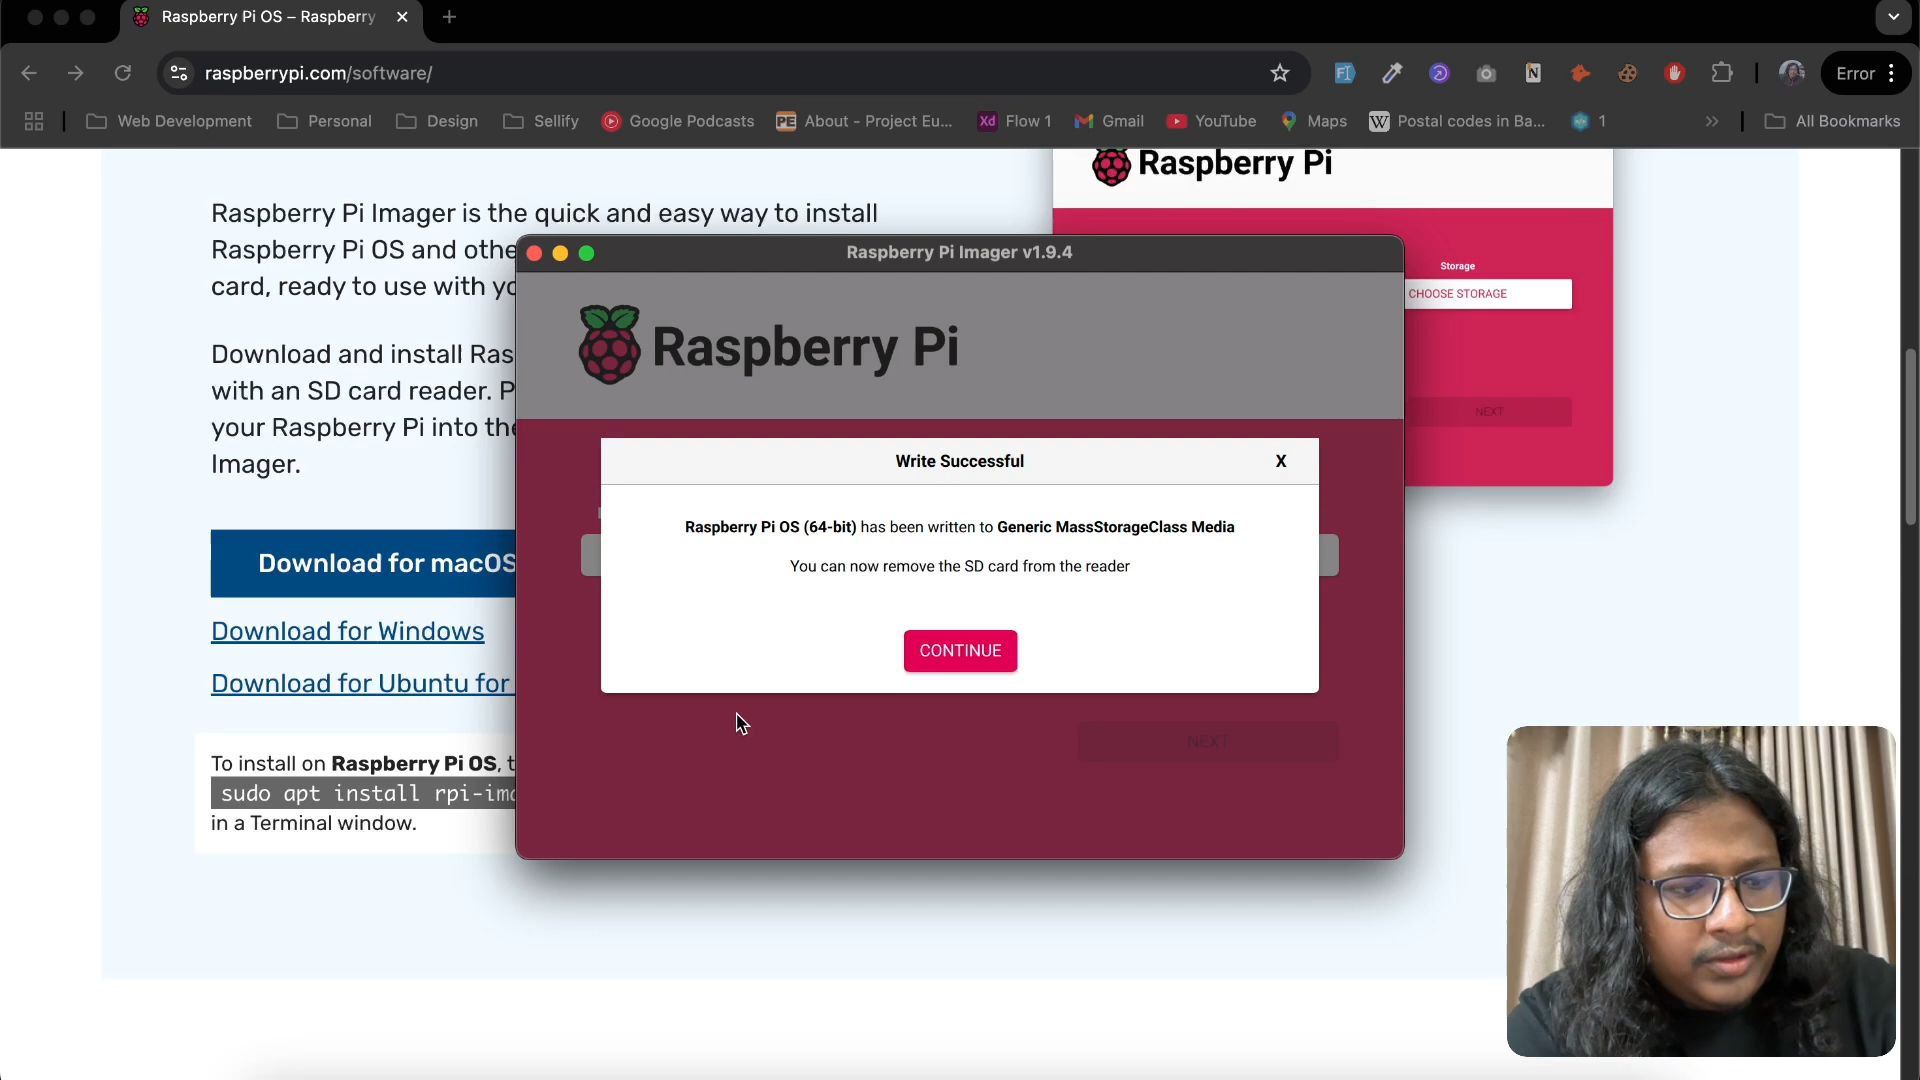 Raspberry Pi OS – Raspberry
raspberrypi.com/software/
Error
Web Development
Personal
Design
Sellify
Google Podcasts
About - Project Eu...
Flow 1
Gmail
YouTube
Maps
Postal codes in Ba...
1
All Bookmarks
Raspberry Pi Imager is the quick and easy way to install
Raspberry Pi OS and othe
card, ready to use with yo
Download and install Ras
with an SD card reader. P
your Raspberry Pi into the
Imager.
Download for macOS
Download for Windows
Download for Ubuntu for
To install on Raspberry Pi OS, t
sudo apt install rpi-ima
in a Terminal window.
Raspberry Pi
Storage
CHOOSE STORAGE
NEXT
Raspberry Pi Imager v1.9.4
Raspberry Pi
Write Successful
X
Raspberry Pi OS (64-bit) has been written to Generic MassStorageClass Media
You can now remove the SD card from the reader
CONTINUE
NEXT